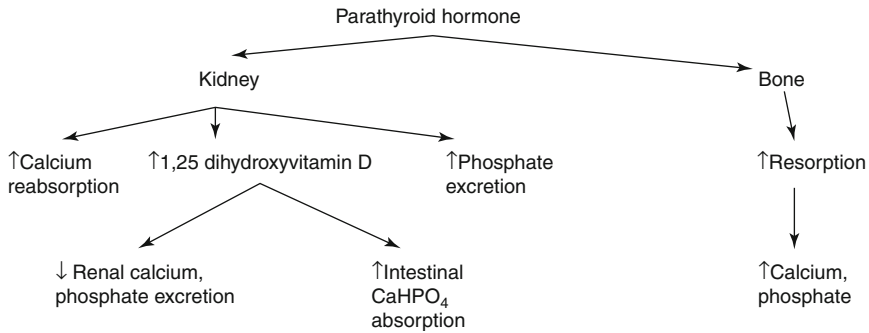 Parathyroid hormone
Kidney
Bone
↑Calcium
reabsorption
↑1,25 dihydroxyvitamin D
↑Phosphate
excretion
↑Resorption
↓ Renal calcium,
phosphate excretion
↑Intestinal
CaHPO₄
absorption
↑Calcium,
phosphate